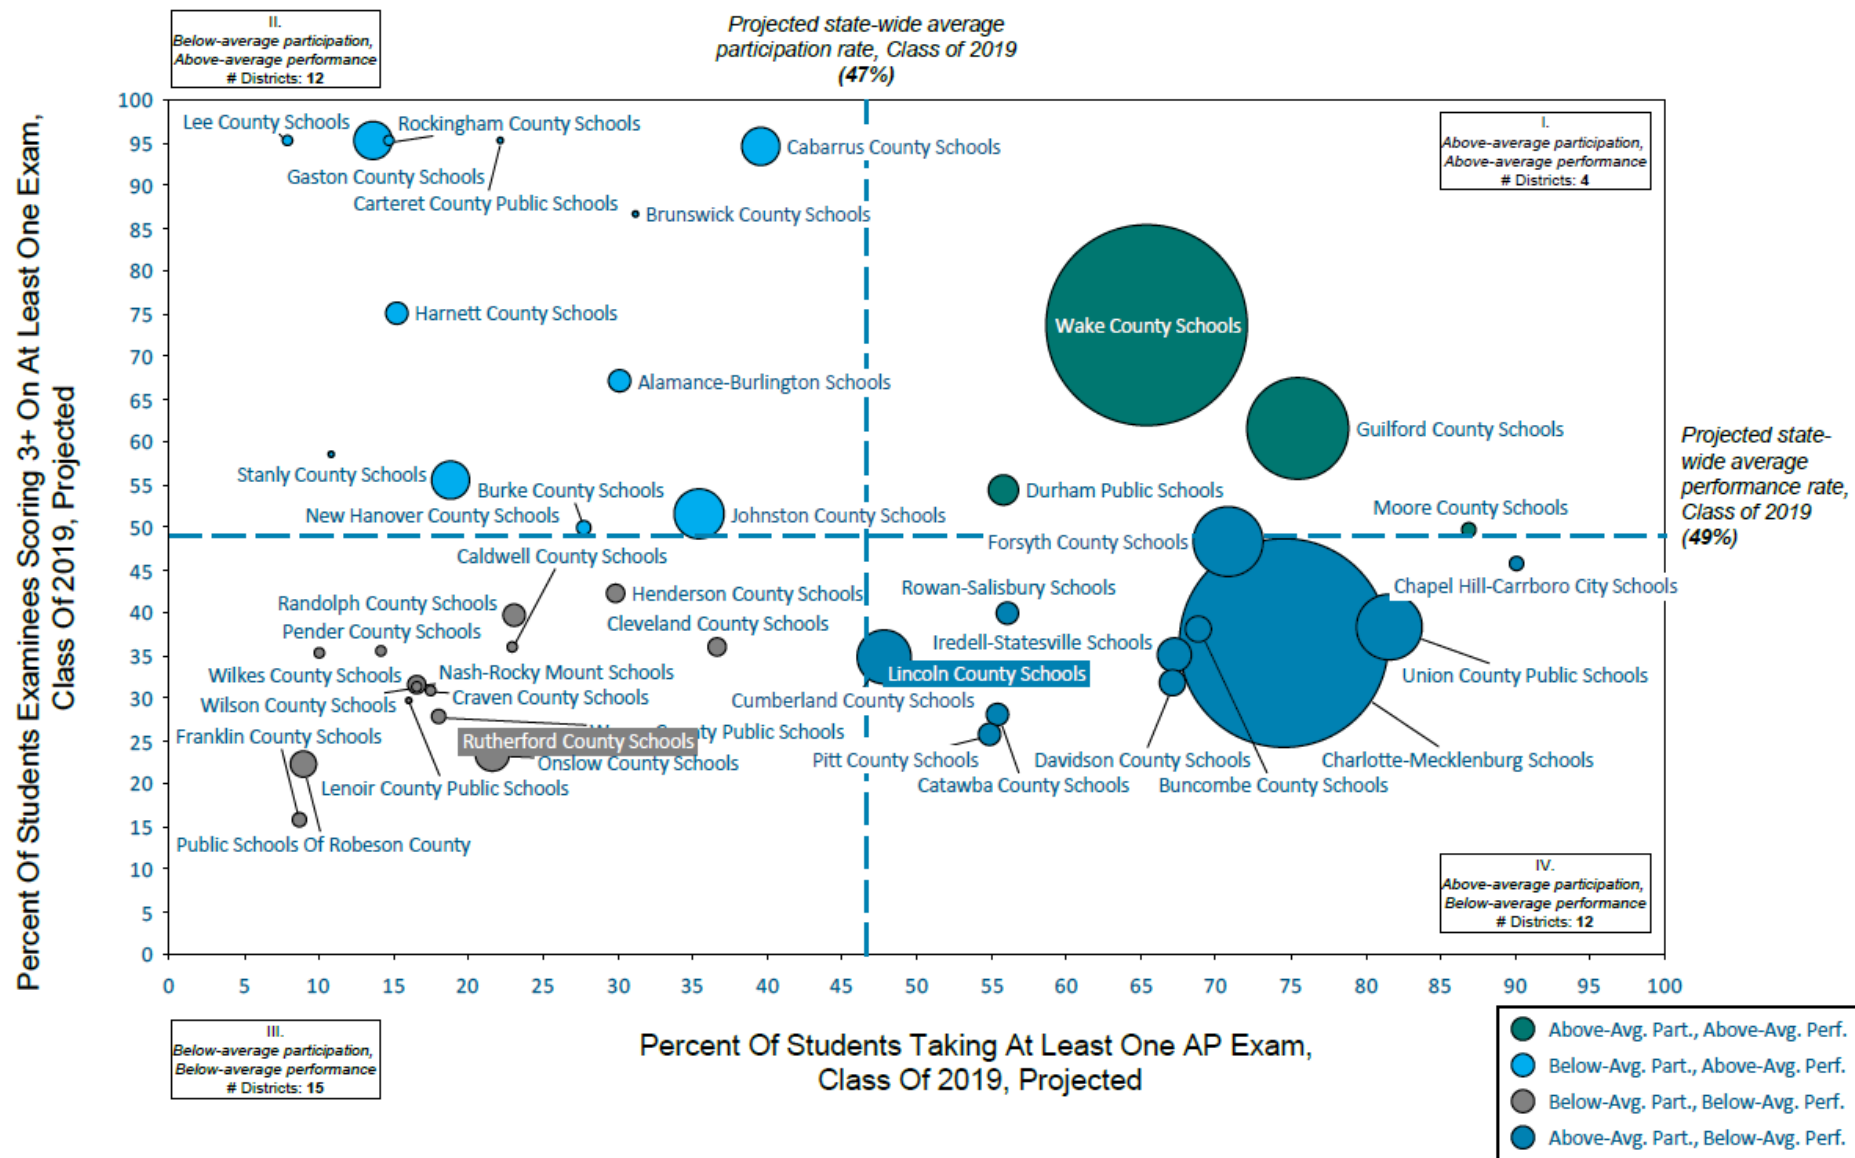 II.
Below-average participation,
Above-average performance
# Districts: 12
Projected state-wide average
participation rate, Class of 2019
(47%)
I.
Above-average participation,
Above-average performance
# Districts: 4
Percent Of Students Examinees Scoring 3+ On At Least One Exam,
Class Of 2019, Projected
100
95
90
85
80
75
70
65
60
55
50
45
40
35
30
25
20
15
10
5
0
Lee County Schools
Rockingham County Schools
Cabarrus County Schools
Gaston County Schools
Carteret County Public Schools
Brunswick County Schools
Harnett County Schools
Wake County Schools
Alamance-Burlington Schools
Guilford County Schools
Stanly County Schools
Burke County Schools
Durham Public Schools
New Hanover County Schools
Johnston County Schools
Moore County Schools
Forsyth County Schools
Caldwell County Schools
Chapel Hill-Carrboro City Schools
Rowan-Salisbury Schools
Henderson County Schools
Randolph County Schools
Cleveland County Schools
Pender County Schools
Iredell-Statesville Schools
Wilkes County Schools
Nash-Rocky Mount Schools
Lincoln County Schools
Union County Public Schools
Wilson County Schools
Craven County Schools
Cumberland County Schools
Franklin County Schools
County Public Schools
Rutherford County Schools
Onslow County Schools
Pitt County Schools
Davidson County Schools
Charlotte-Mecklenburg Schools
Lenoir County Public Schools
Catawba County Schools
Buncombe County Schools
Public Schools Of Robeson County
Projected state-
wide average
performance rate,
Class of 2019
(49%)
IV.
Above-average participation,
Below-average performance
# Districts: 12
0 5 10 15 20 25 30 35 40 45 50 55 60 65 70 75 80 85 90 95 100
III.
Below-average participation,
Below-average performance
# Districts: 15
Percent Of Students Taking At Least One AP Exam,
Class Of 2019, Projected
Above-Avg. Part., Above-Avg. Perf.
Below-Avg. Part., Above-Avg. Perf.
Below-Avg. Part., Below-Avg. Perf.
Above-Avg. Part., Below-Avg. Perf.